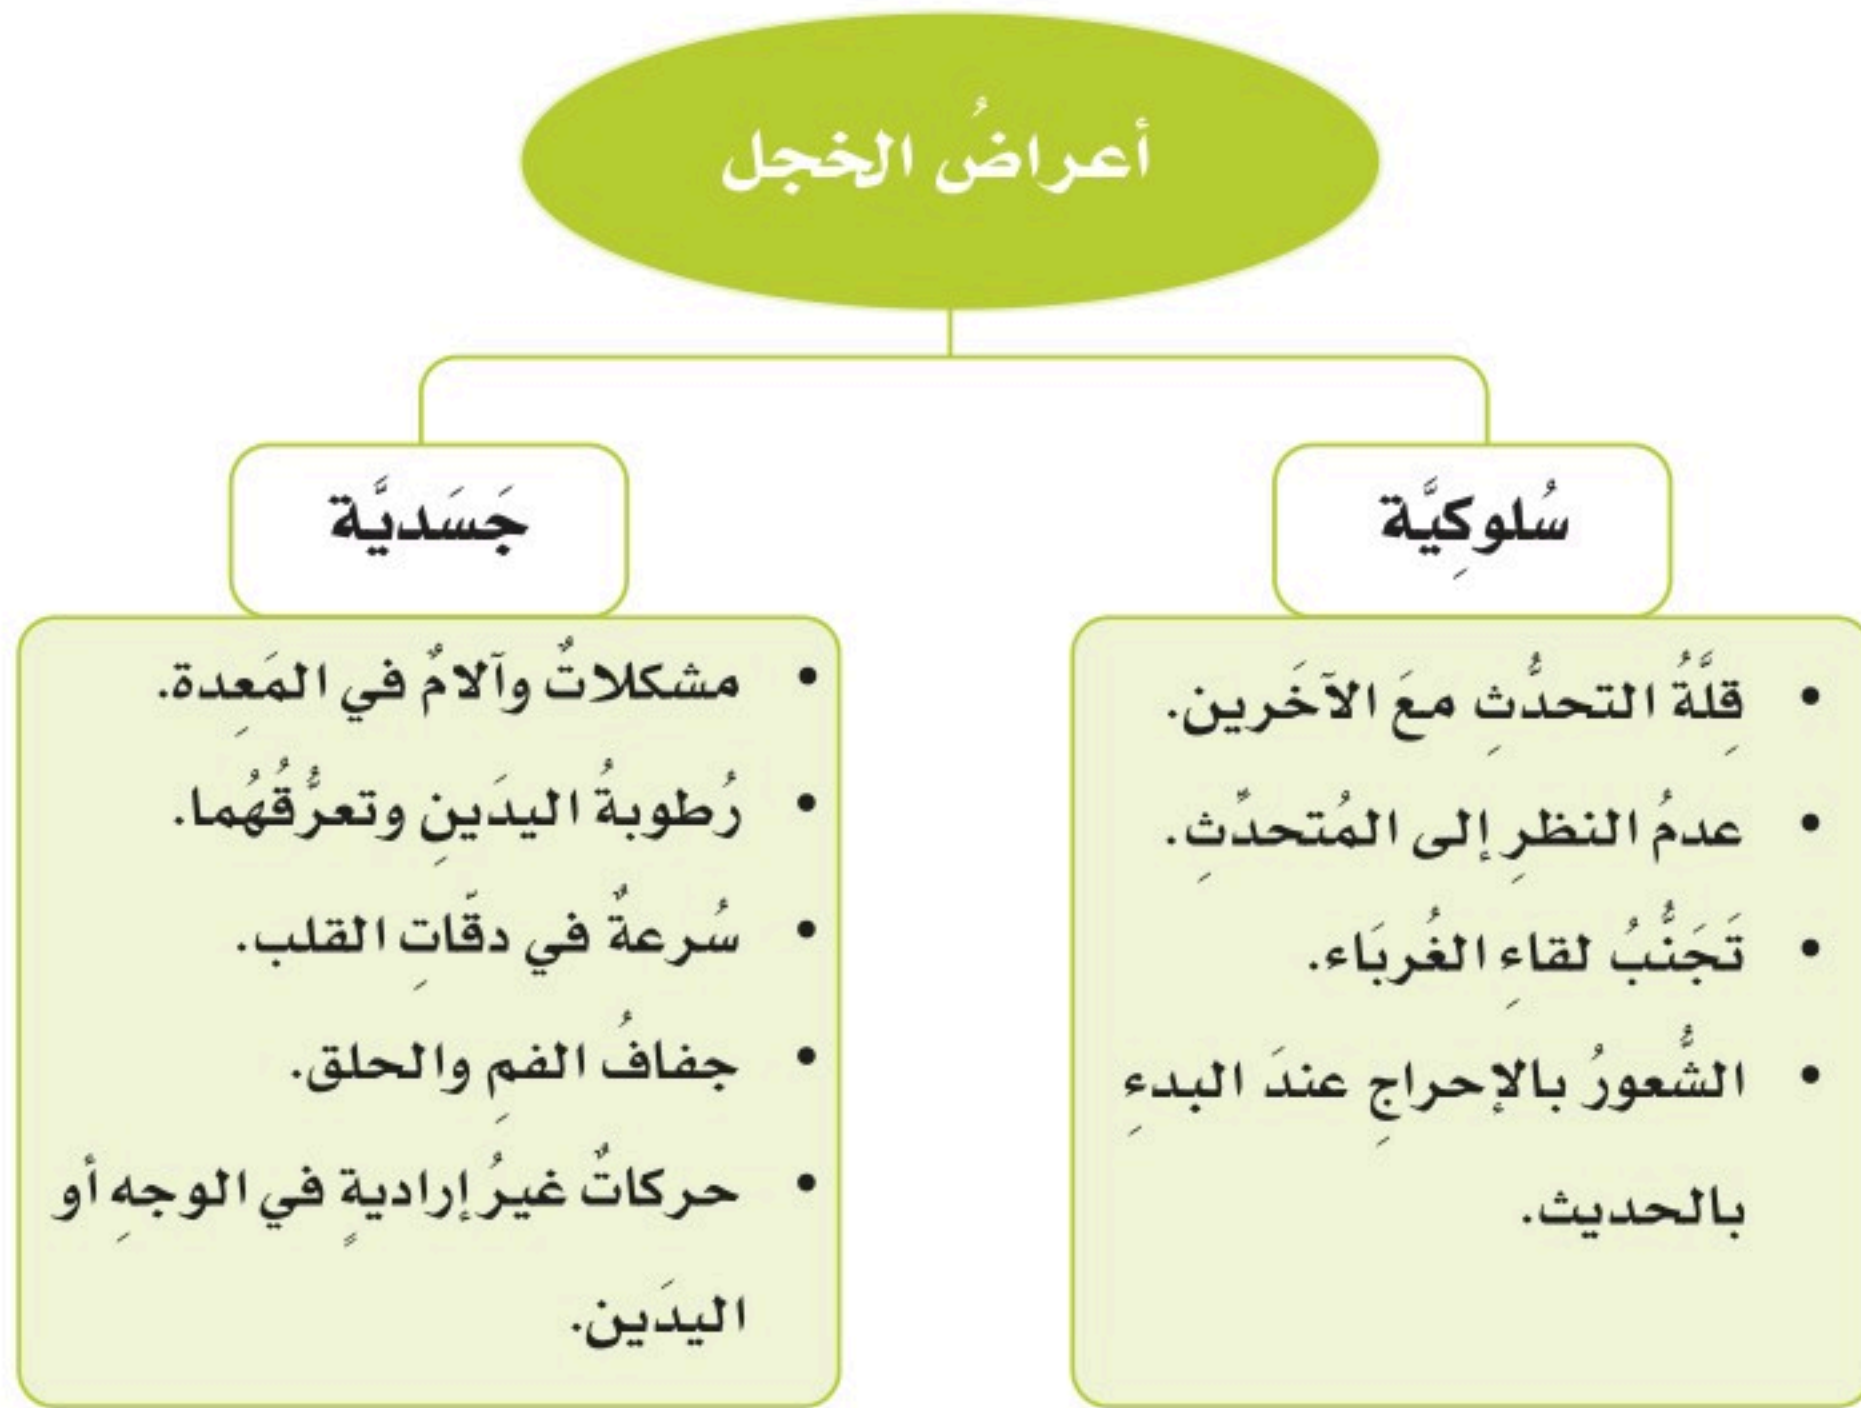 أعراضُ الخجل
سُلوكِيَّة
• قِلَّةُ التحدُّثِ معَ الآخَرين.
• عدمُ النظرِ إلى المُتحدِّثِ.
• تَجَنُّبُ لقاءِ الغُربَاء.
• الشُّعورُ بالإحراجِ عندَ البدءِ
بالحديث.
جَسَديَّة
• مشكلاتٌ وآلامٌ في المَعِدة.
• رُطوبةُ اليدَينِ وتعرُّقُهُما.
• سُرعةٌ في دقّاتِ القلب.
• جفافُ الفمِ والحلق.
• حركاتٌ غيرُ إراديةٍ في الوجهِ أو
اليدَين.